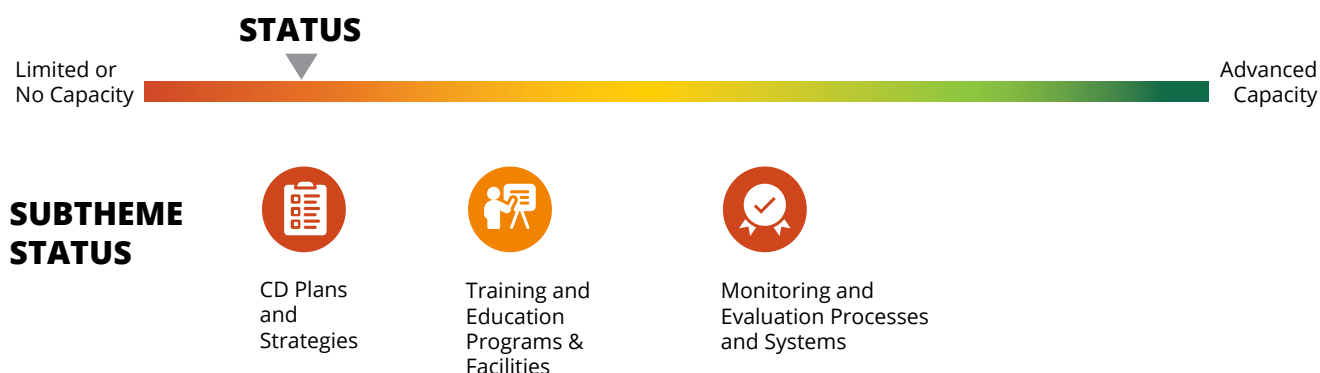 STATUS
Limited or
No Capacity
Advanced
Capacity
SUBTHEME
STATUS
CD Plans
and
Strategies
Training and
Education
Programs &
Facilities
Monitoring and
Evaluation Processes
and Systems